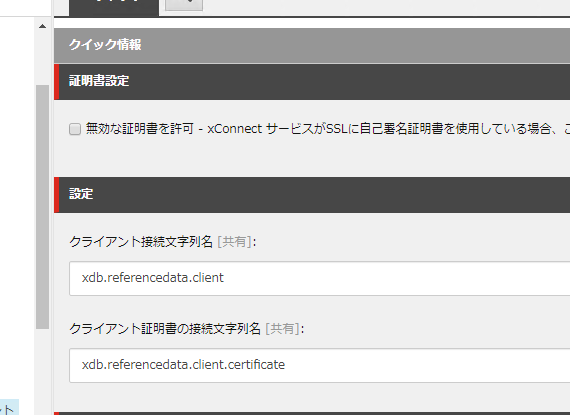 クイック情報
証明書設定
無効な証明書を許可 - xConnect サービスがSSLに自己署名証明書を使用している場合、こ
設定
クライアント接続文字列名 [共有]:
xdb.referencedata.client
クライアント証明書の接続文字列名 [共有]:
xdb.referencedata.client.certificate
ント